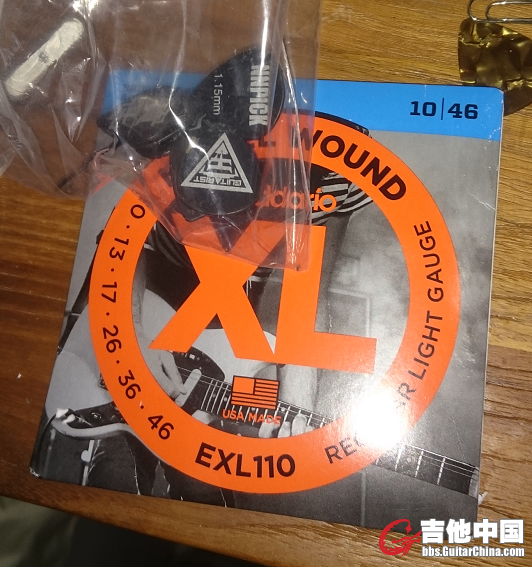 10|46
WOUND
XL
0 · 13 · 17 · 26 · 36 · 46
USA MADE
EXL110
LIGHT GAUGE
1.15mm
GUITARIST
吉他中国
bbs.GuitarChina.com